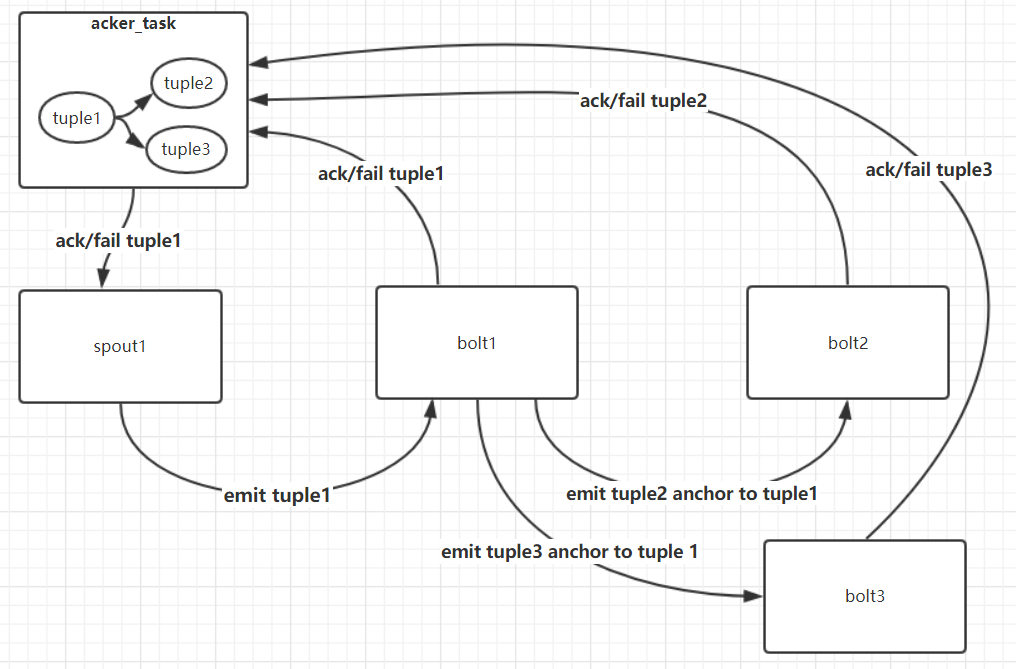 acker_task
tuple2
tuple1
tuple3
ack/fail tuple2
ack/fail tuple1
ack/fail tuple3
ack/fail tuple1
spout1
bolt1
bolt2
emit tuple1
emit tuple2 anchor to tuple1
emit tuple3 anchor to tuple 1
bolt3